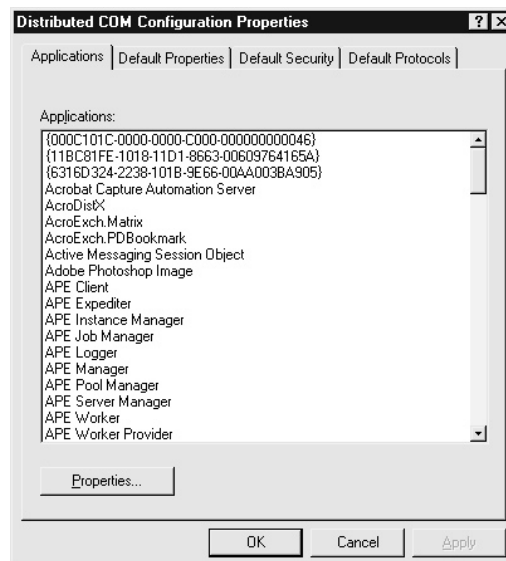 Distributed COM Configuration Properties
Applications Default Properties Default Security Default Protocols
Applications:
{000C101C-0000-0000-C000-000000000046}
{11BC81FE-1018-11D1-8663-00609764165A}
{6316D324-2238-101B-9E66-00AA003BA905}
Acrobat Capture Automation Server
AcroDistX
AcroExch.Matrix
AcroExch.PDBookmark
Active Messaging Session Object
Adobe Photoshop Image
APE Client
APE Expediter
APE Instance Manager
APE Job Manager
APE Logger
APE Manager
APE Pool Manager
APE Server Manager
APE Worker
APE Worker Provider
Properties...
OK Cancel Apply